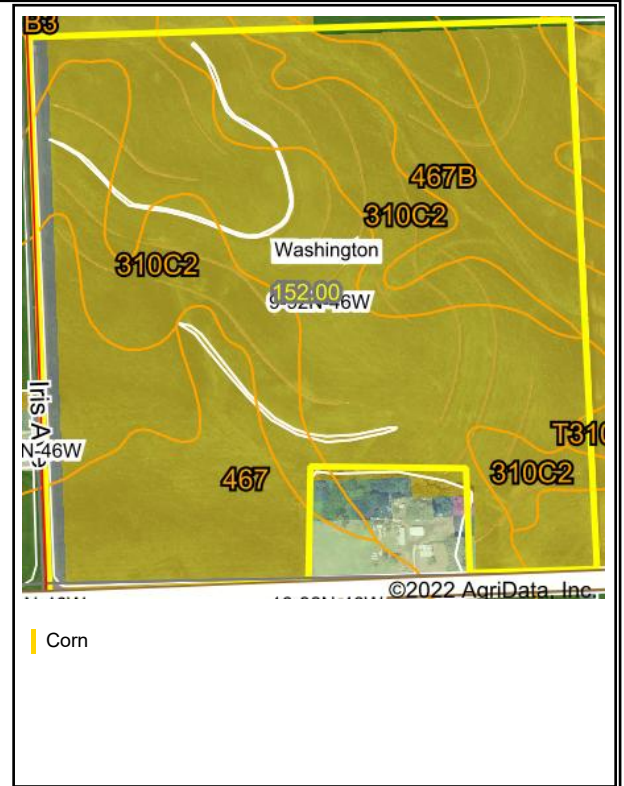 B3
467B
310C2
Washington
310C2
152.00
Iris
N-46W
T310
310C2
467
©2022 AgriData, Inc.
Corn